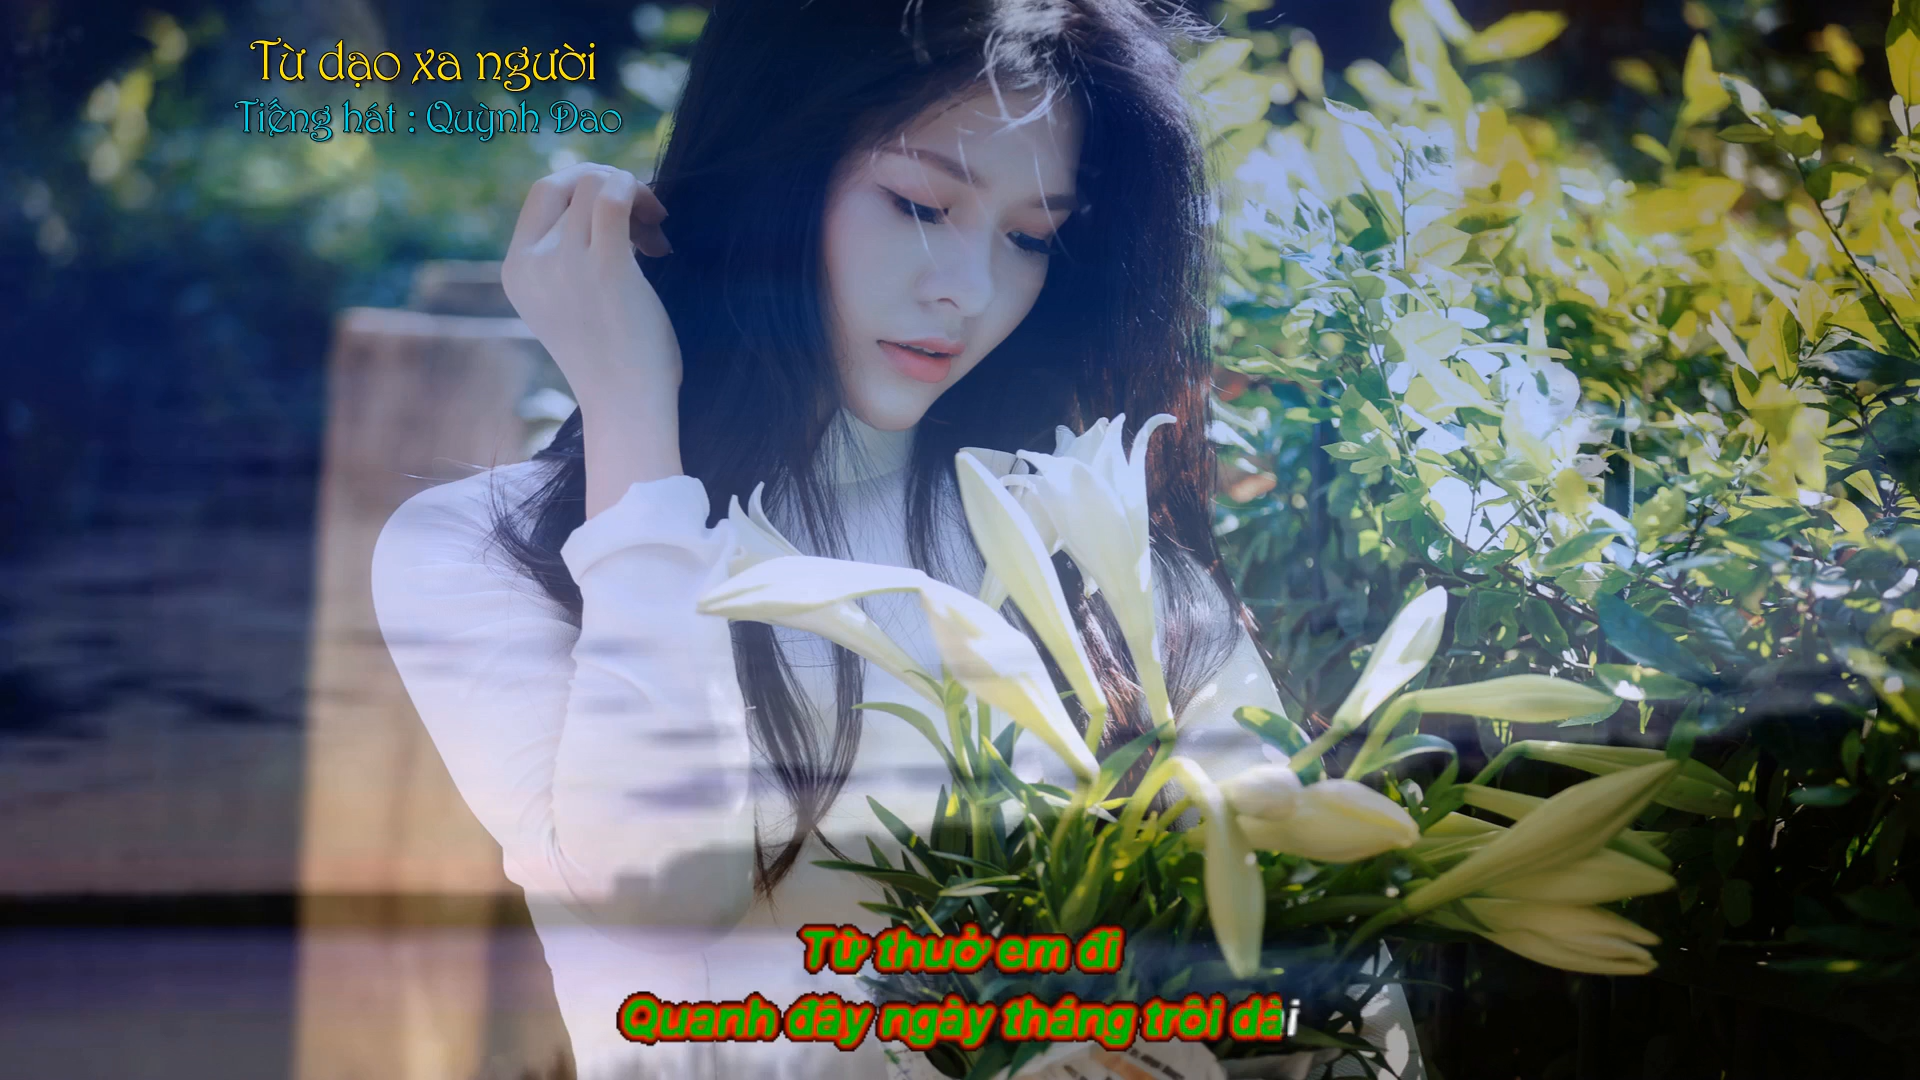 Từ dạo xa người
Tiếng hát : Quỳnh Dao
Từ thuở em đi
Quanh đây ngày tháng trôi dài